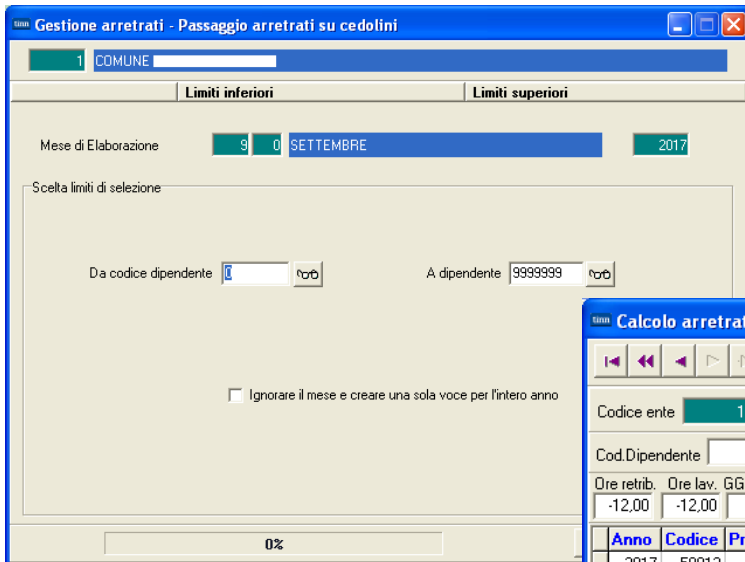 tinn Gestione arretrati - Passaggio arretrati su cedolini
1 COMUNE
Limiti inferiori Limiti superiori
Mese di Elaborazione 9 0 SETTEMBRE 2017
Scelta limiti di selezione
Da codice dipendente 0 A dipendente 9999999
Ignorare il mese e creare una sola voce per l'intero anno
0%
tinn Calcolo arretrat
Codice ente 1
Cod.Dipendente
Ore retrib. Ore lav. GG
-12,00 -12,00
Anno Codice Pr